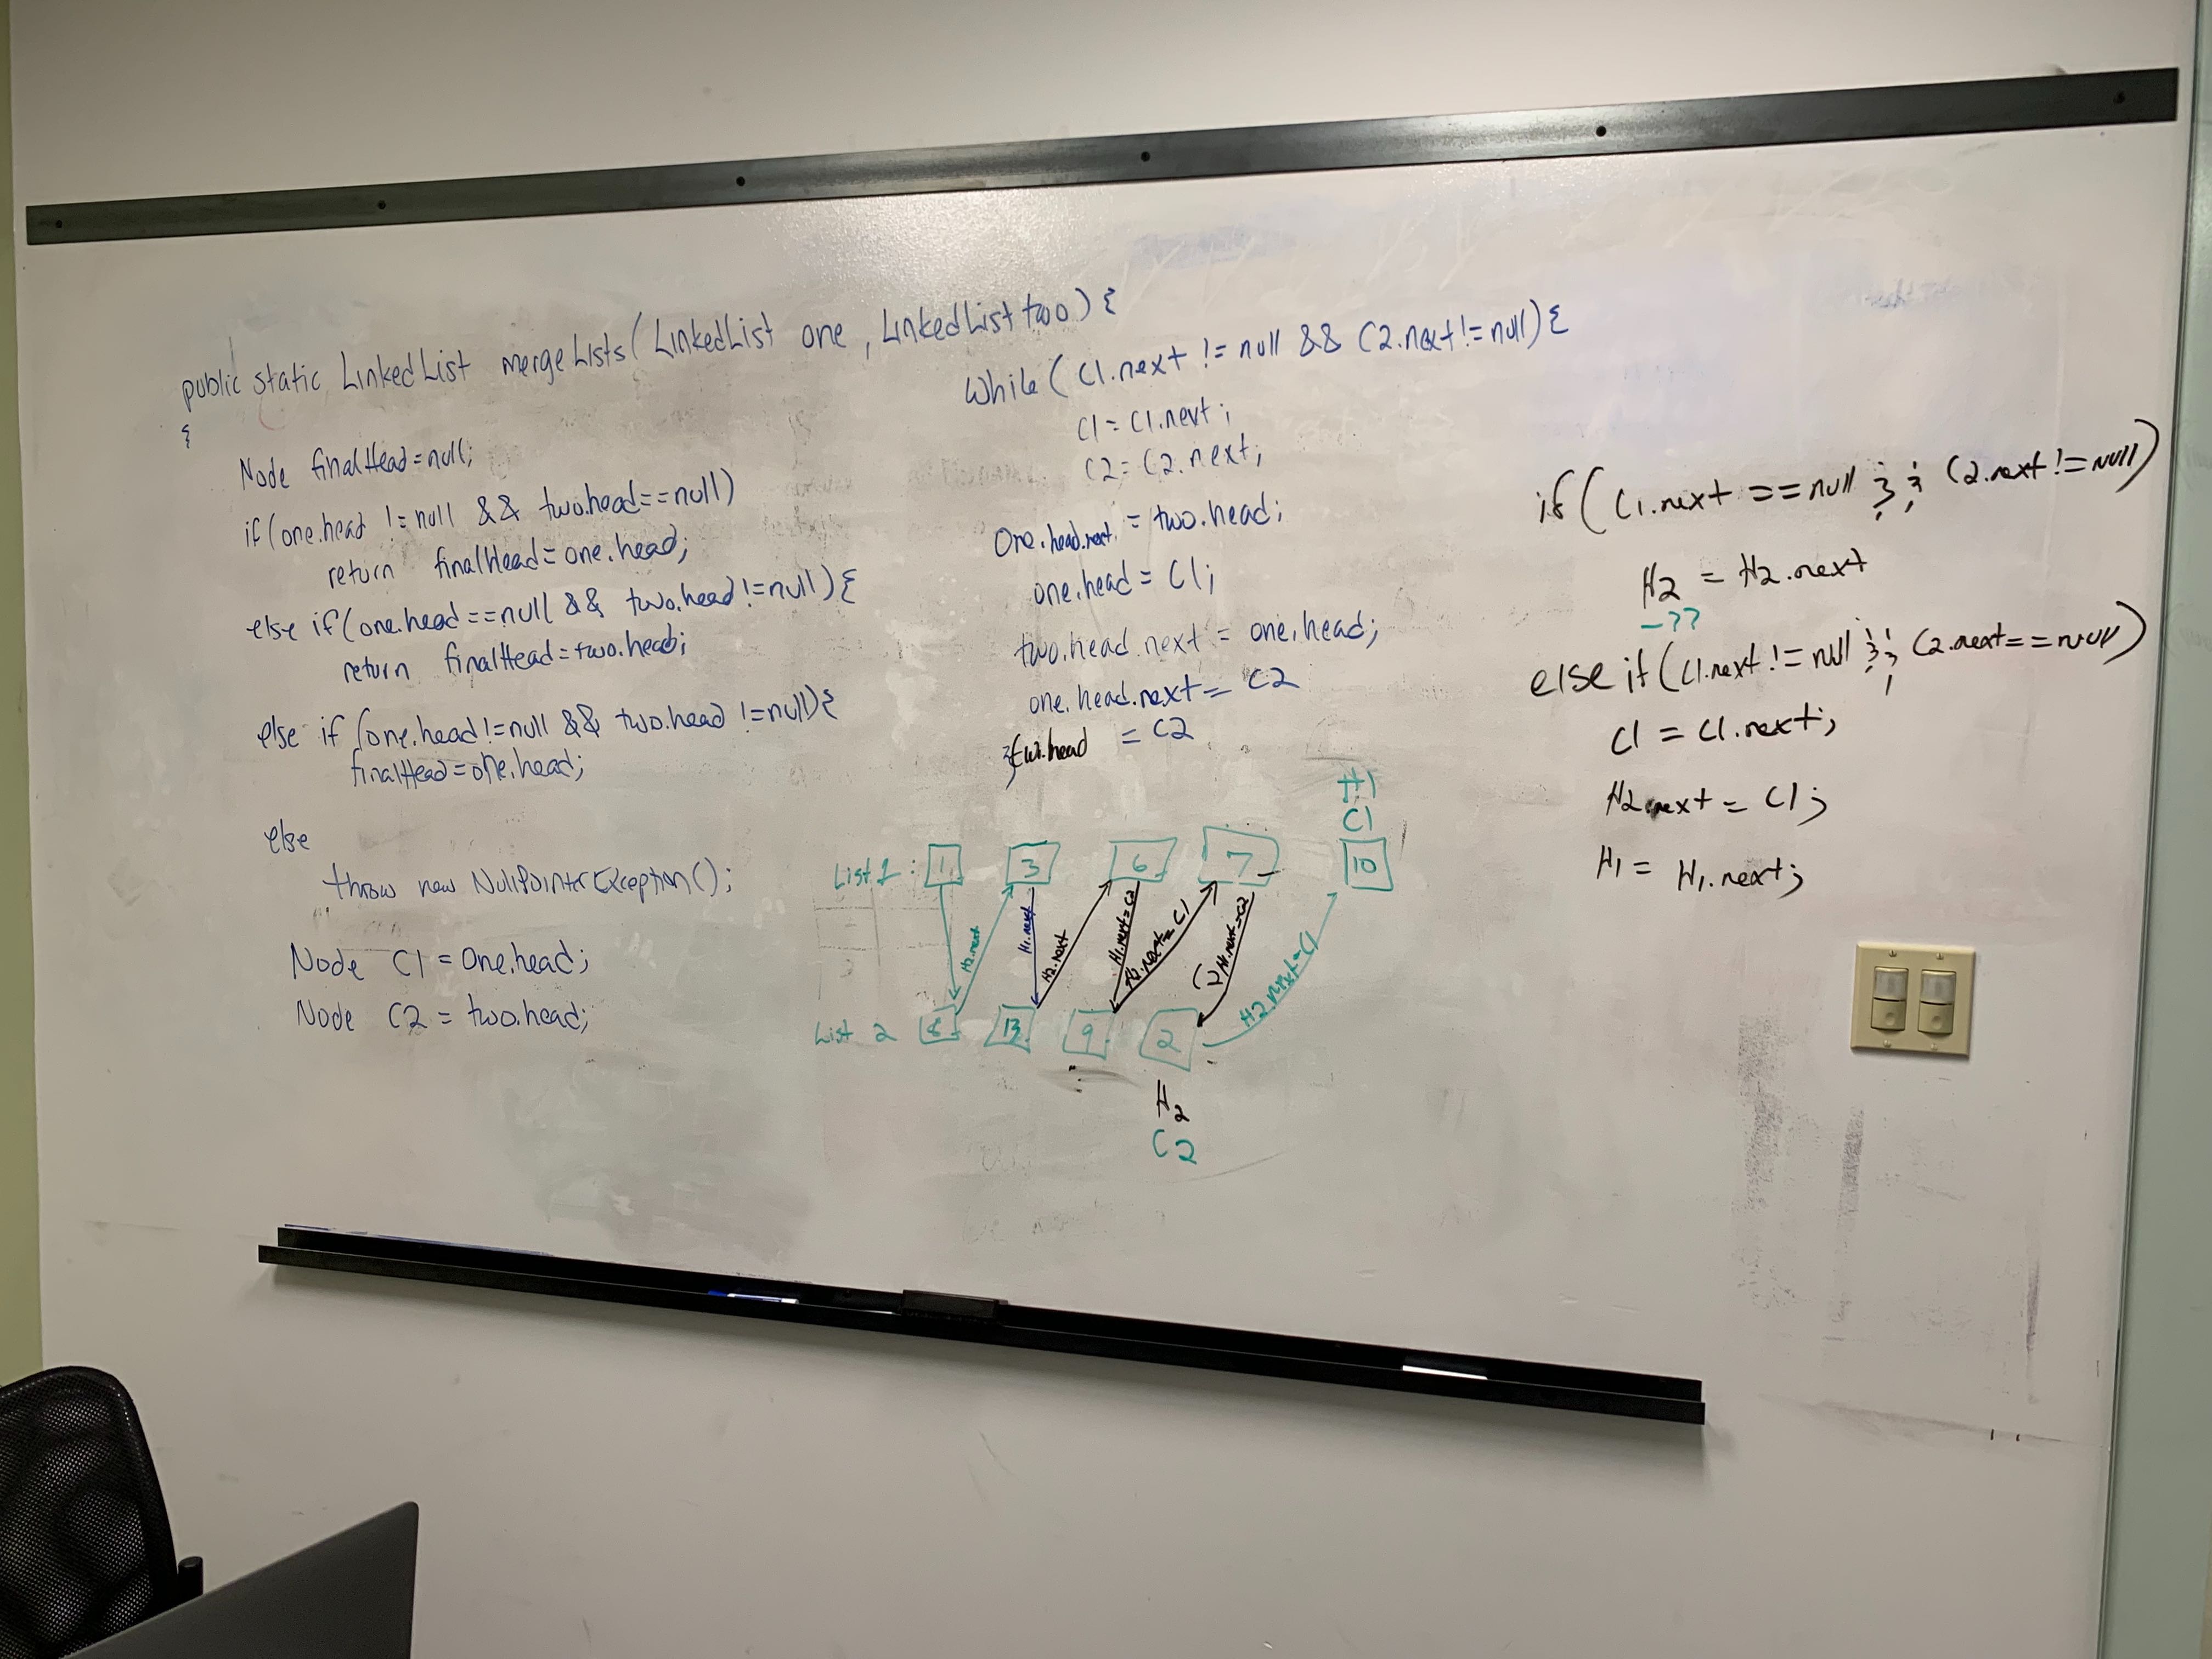 public static LinkedList mergeLists(LinkedList one, LinkedList two) {
{
Node finalHead = null;
if(one.head != null && two.head==null)
return finalHead = one.head;
else if(one.head==null && two.head!=null){
return finalHead = two.head;
else if (one.head!=null && two.head !=null){
finalHead = one.head;
else
throw new NullPointerException();
Node C1 = One.head;
Node C2 = two.head;
While ( C1.next != null && C2.next != null) {
C1 = C1.next;
C2 = C2.next;
One.head.next = two.head;
one.head = C1;
two.head.next = one.head;
one.head.next = C2
}two.head = C2
H1
C1
List 1: 1 3 6 7 10
H2.next
H1.next
H2.next
H1.next=C2
H2.next=C1
C2 H1.next=C2
H2.next=C1
List 2 8 13 9 2
H2
C2
if ( C1.next == null && C2.next != null)
H2 = H2.next
-??
else if (C1.next != null && C2.next == null)
C1 = C1.next;
H2.next = C1;
H1 = H1.next;